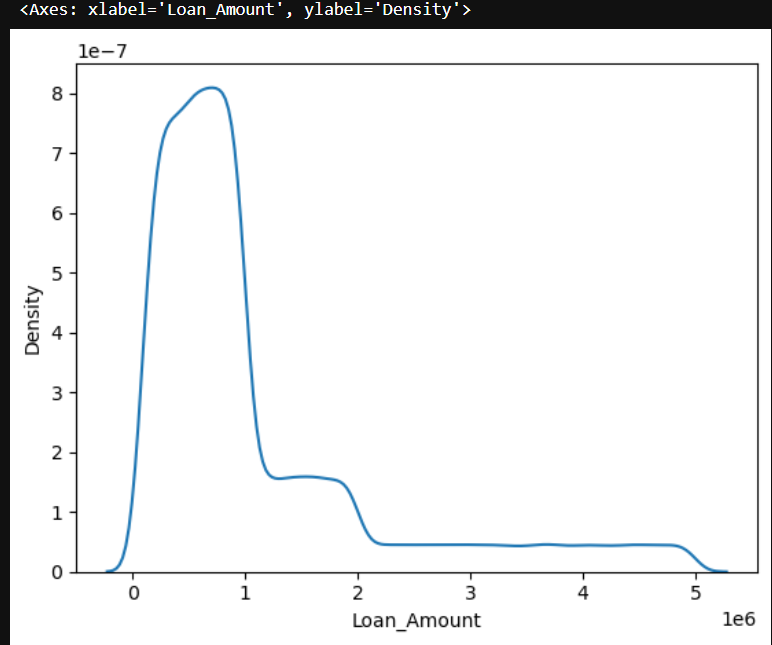 <Axes: xlabel='Loan_Amount', ylabel='Density'>
1e−7
8
7
6
5
4
3
2
1
0
Density
0 1 2 3 4 5
1e6
Loan_Amount